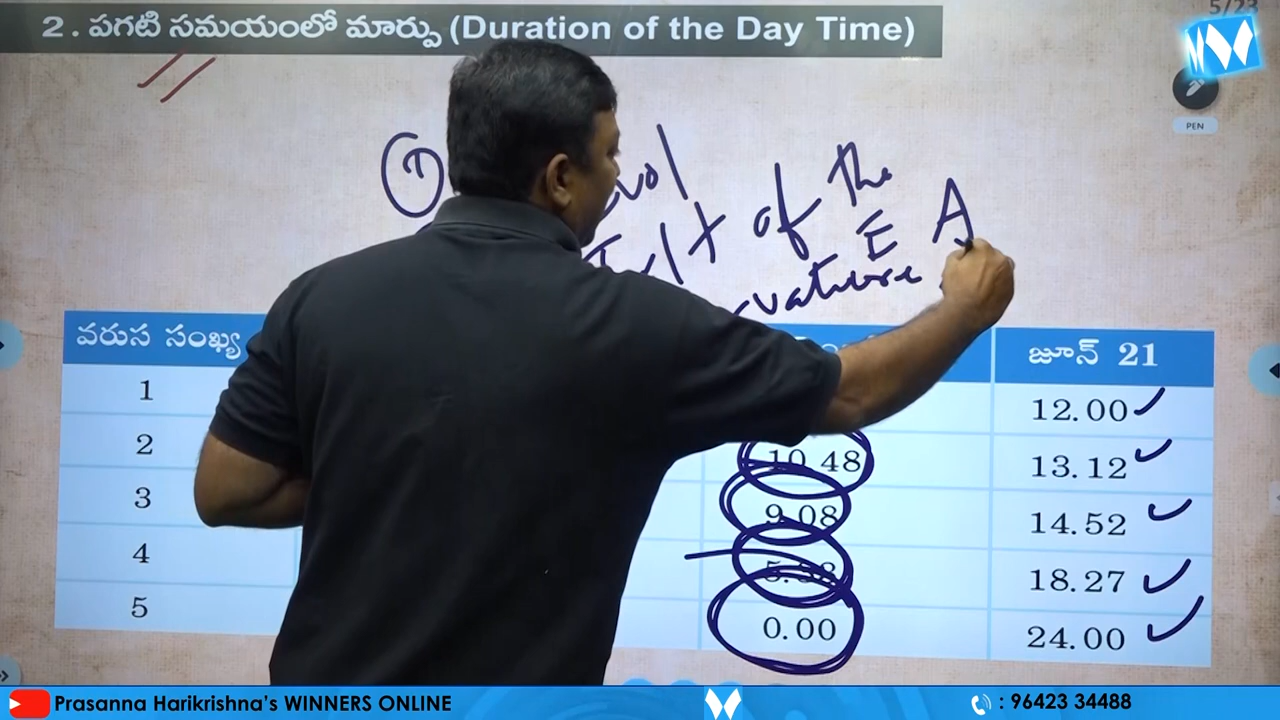 5/23
2. పగటి సమయంలో మార్పు (Duration of the Day Time)
PEN
of the
E A
వరుస సంఖ్య జూన్ 21
1 12.00
2 10.48 13.12
3 9.08 14.52
4 18.27
5 0.00 24.00
Prasanna Harikrishna's WINNERS ONLINE : 96423 34488